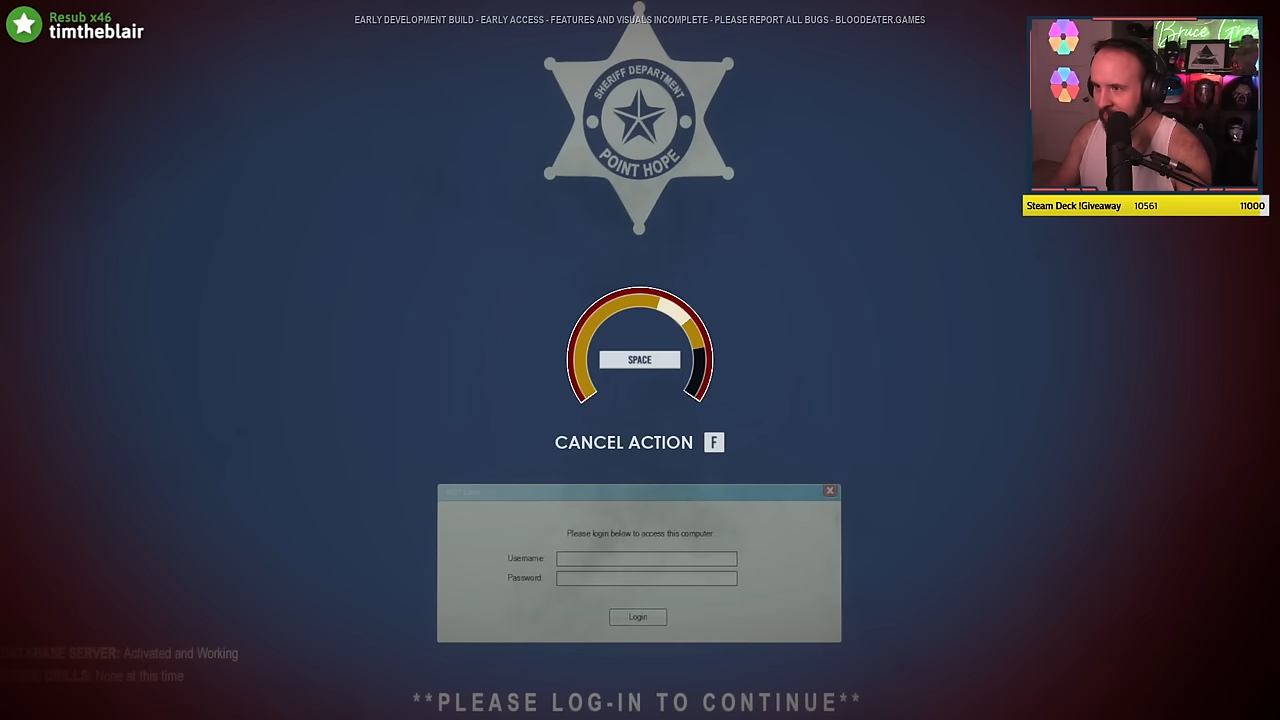 Resub x46
timtheblair
EARLY DEVELOPMENT BUILD - EARLY ACCESS - FEATURES AND VISUALS INCOMPLETE - PLEASE REPORT ALL BUGS - BLOODEATER.GAMES
SHERIFF DEPARTMENT
POINT HOPE
Steam Deck !Giveaway 10561 11000
SPACE
CANCEL ACTION F
Please login below to access this computer
Username:
Password:
Login
DATABASE SERVER: Activated and Working
DRILLS: None at this time
**PLEASE LOG-IN TO CONTINUE**